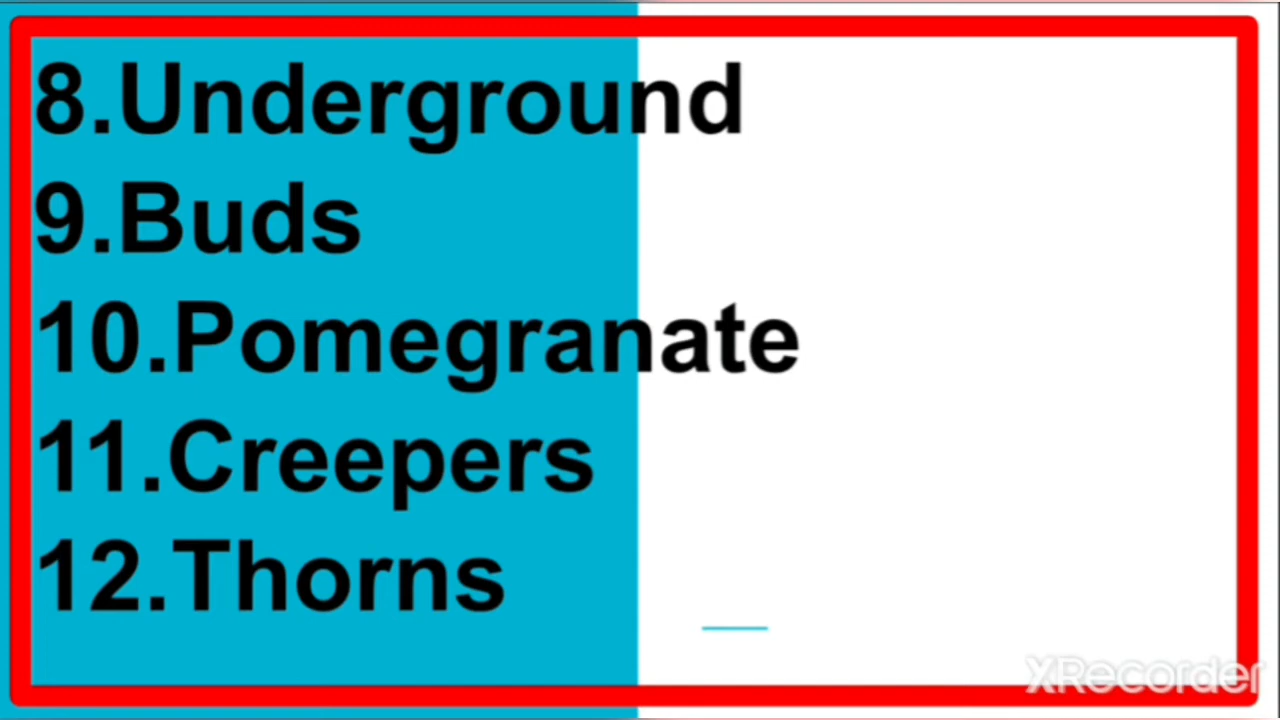 8.Underground
9.Buds
10.Pomegranate
11.Creepers
12.Thorns
XRecorder